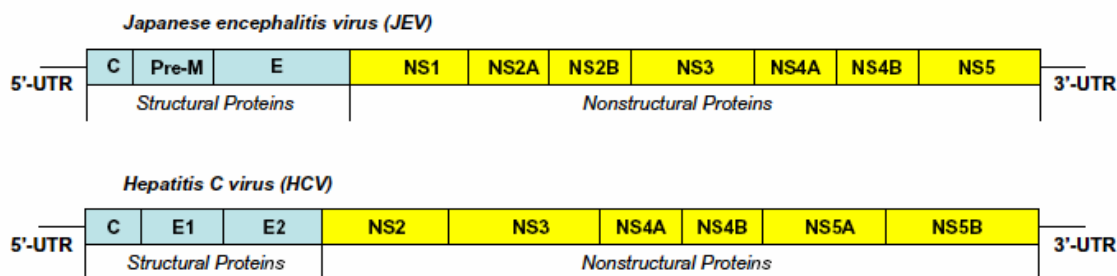 Japanese encephalitis virus (JEV)
C Pre-M E NS1 NS2A NS2B NS3 NS4A NS4B NS5
5'-UTR 3'-UTR
Structural Proteins Nonstructural Proteins
Hepatitis C virus (HCV)
C E1 E2 NS2 NS3 NS4A NS4B NS5A NS5B
5'-UTR 3'-UTR
Structural Proteins Nonstructural Proteins